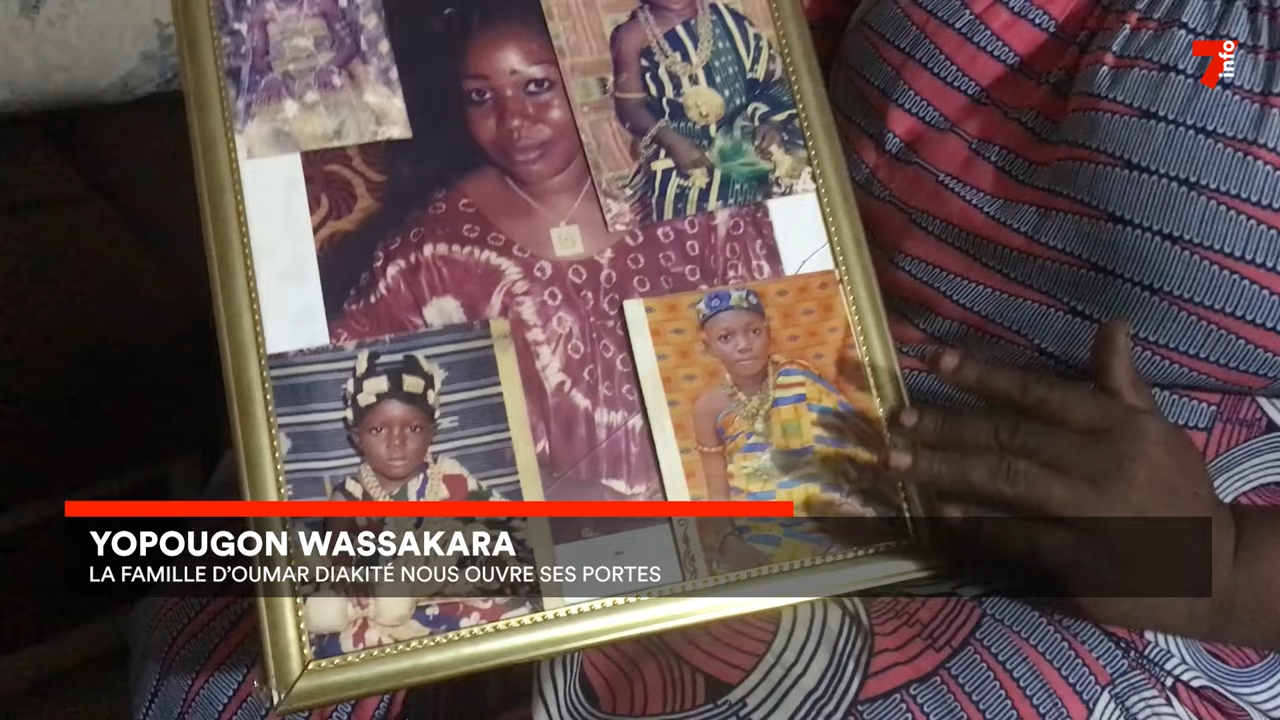 7info
YOPOUGON WASSAKARA
LA FAMILLE D'OUMAR DIAKITÉ NOUS OUVRE SES PORTES